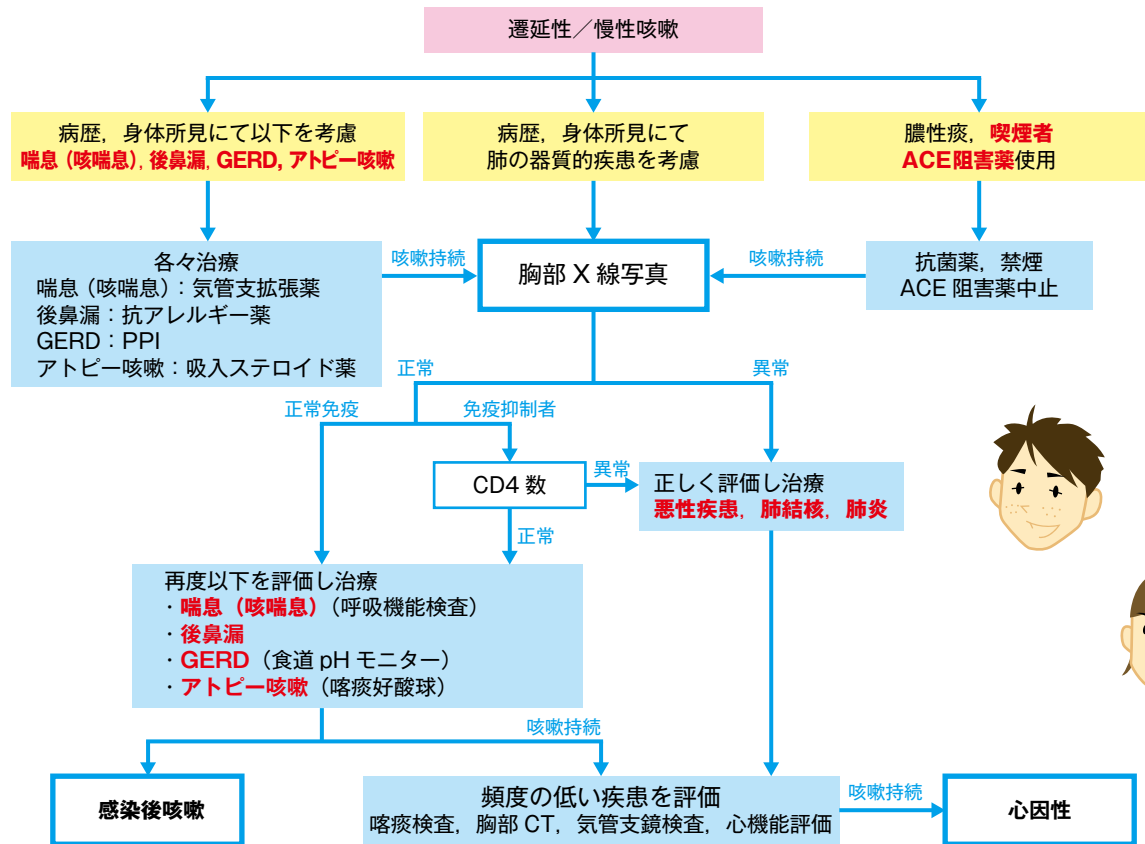 遷延性／慢性咳嗽
病歴，身体所見にて以下を考慮
喘息（咳喘息），後鼻漏，GERD，アトピー咳嗽
病歴，身体所見にて
肺の器質的疾患を考慮
膿性痰，喫煙者
ACE阻害薬使用
各々治療
喘息（咳喘息）：気管支拡張薬
後鼻漏：抗アレルギー薬
GERD：PPI
アトピー咳嗽：吸入ステロイド薬
咳嗽持続
胸部 X 線写真
咳嗽持続
抗菌薬，禁煙
ACE 阻害薬中止
正常
異常
正常免疫
免疫抑制者
CD4 数
異常
正しく評価し治療
悪性疾患，肺結核，肺炎
正常
再度以下を評価し治療
・喘息（咳喘息）（呼吸機能検査）
・後鼻漏
・GERD（食道 pH モニター）
・アトピー咳嗽（喀痰好酸球）
咳嗽持続
感染後咳嗽
頻度の低い疾患を評価
喀痰検査，胸部 CT，気管支鏡検査，心機能評価
咳嗽持続
心因性